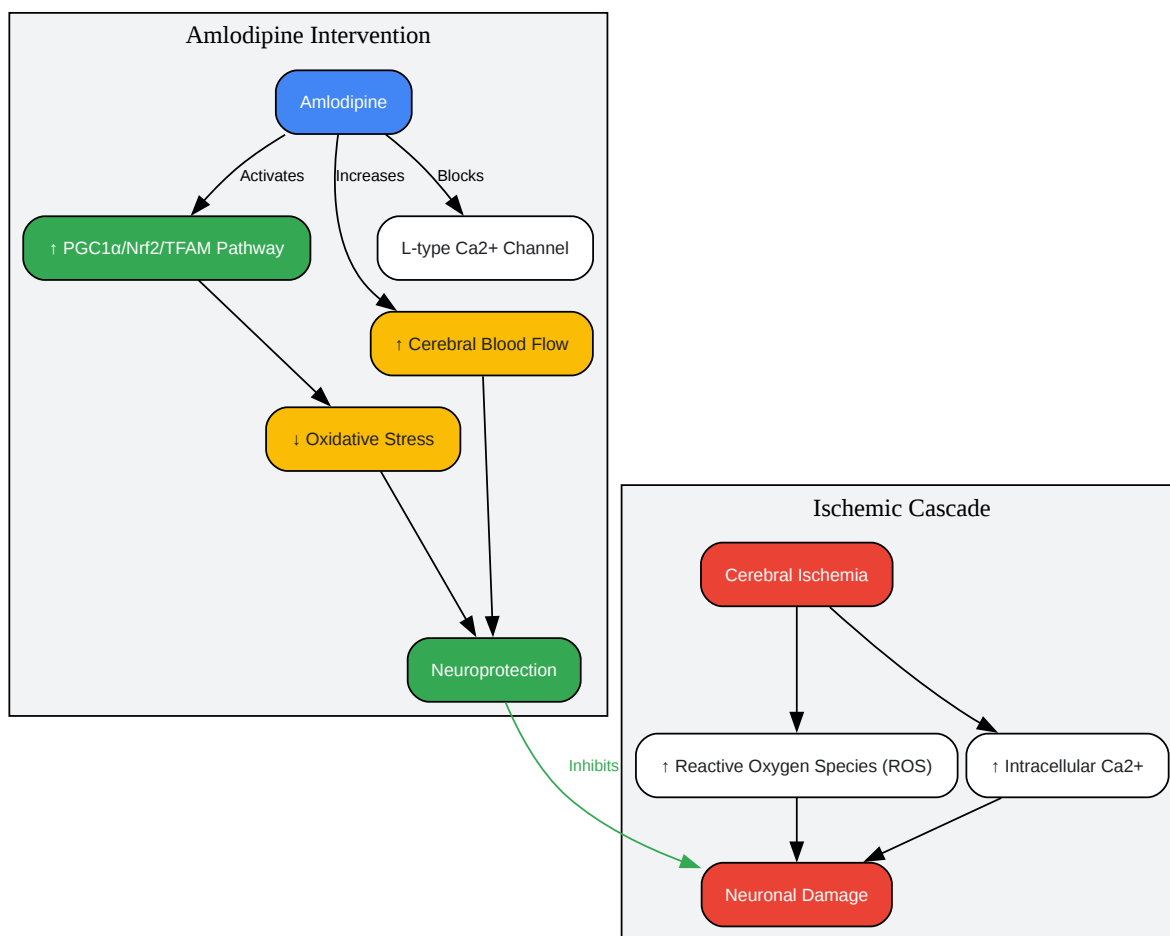 Amlodipine Intervention
Amlodipine
Activates
Increases
Blocks
↑ PGC1α/Nrf2/TFAM Pathway
L-type Ca2+ Channel
↑ Cerebral Blood Flow
↓ Oxidative Stress
Neuroprotection
Inhibits
Ischemic Cascade
Cerebral Ischemia
↑ Reactive Oxygen Species (ROS)
↑ Intracellular Ca2+
Neuronal Damage